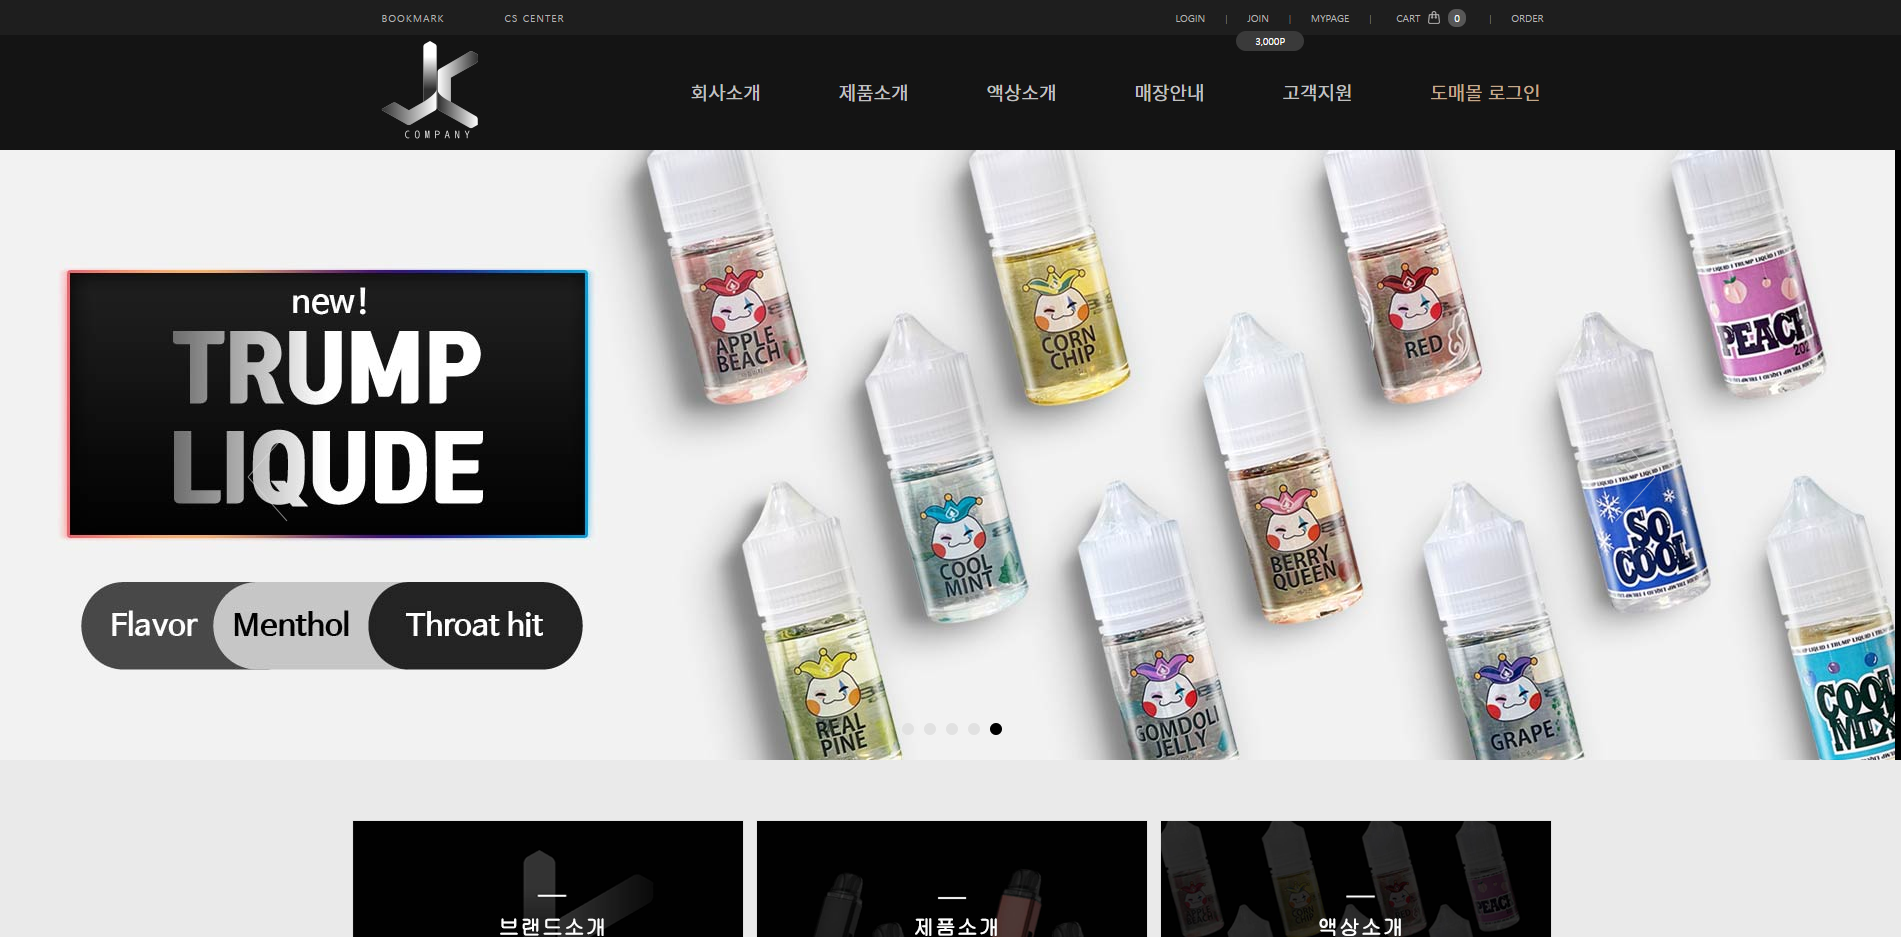 BOOKMARK
CS CENTER
LOGIN | JOIN | MYPAGE | CART 0 | ORDER
3,000P
COMPANY
회사소개
제품소개
액상소개
매장안내
고객지원
도매몰 로그인
new!
TRUMP
LIQUDE
Flavor
Menthol
Throat hit
APPLE
BEACH
CORN
CHIP
RED
PEACH
COOL
MINT
BERRY
QUEEN
SO
COOL
REAL
PINE
GOMDOLI
JELLY
GRAPE
COOL
MIX
브랜드소개
제품소개
액상소개